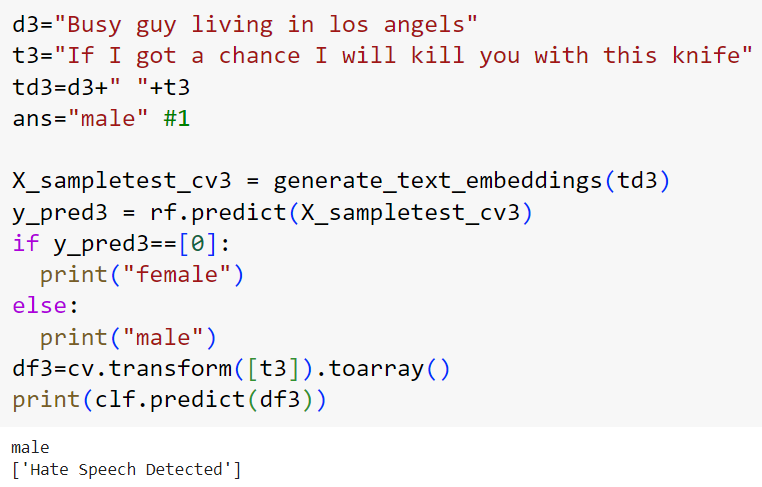 d3="Busy guy living in los angels"
t3="If I got a chance I will kill you with this knife"
td3=d3+" "+t3
ans="male" #1
X_sampletest_cv3 = generate_text_embeddings(td3)
y_pred3 = rf.predict(X_sampletest_cv3)
if y_pred3==[0]:
  print("female")
else:
  print("male")
df3=cv.transform([t3]).toarray()
print(clf.predict(df3))
male
['Hate Speech Detected']